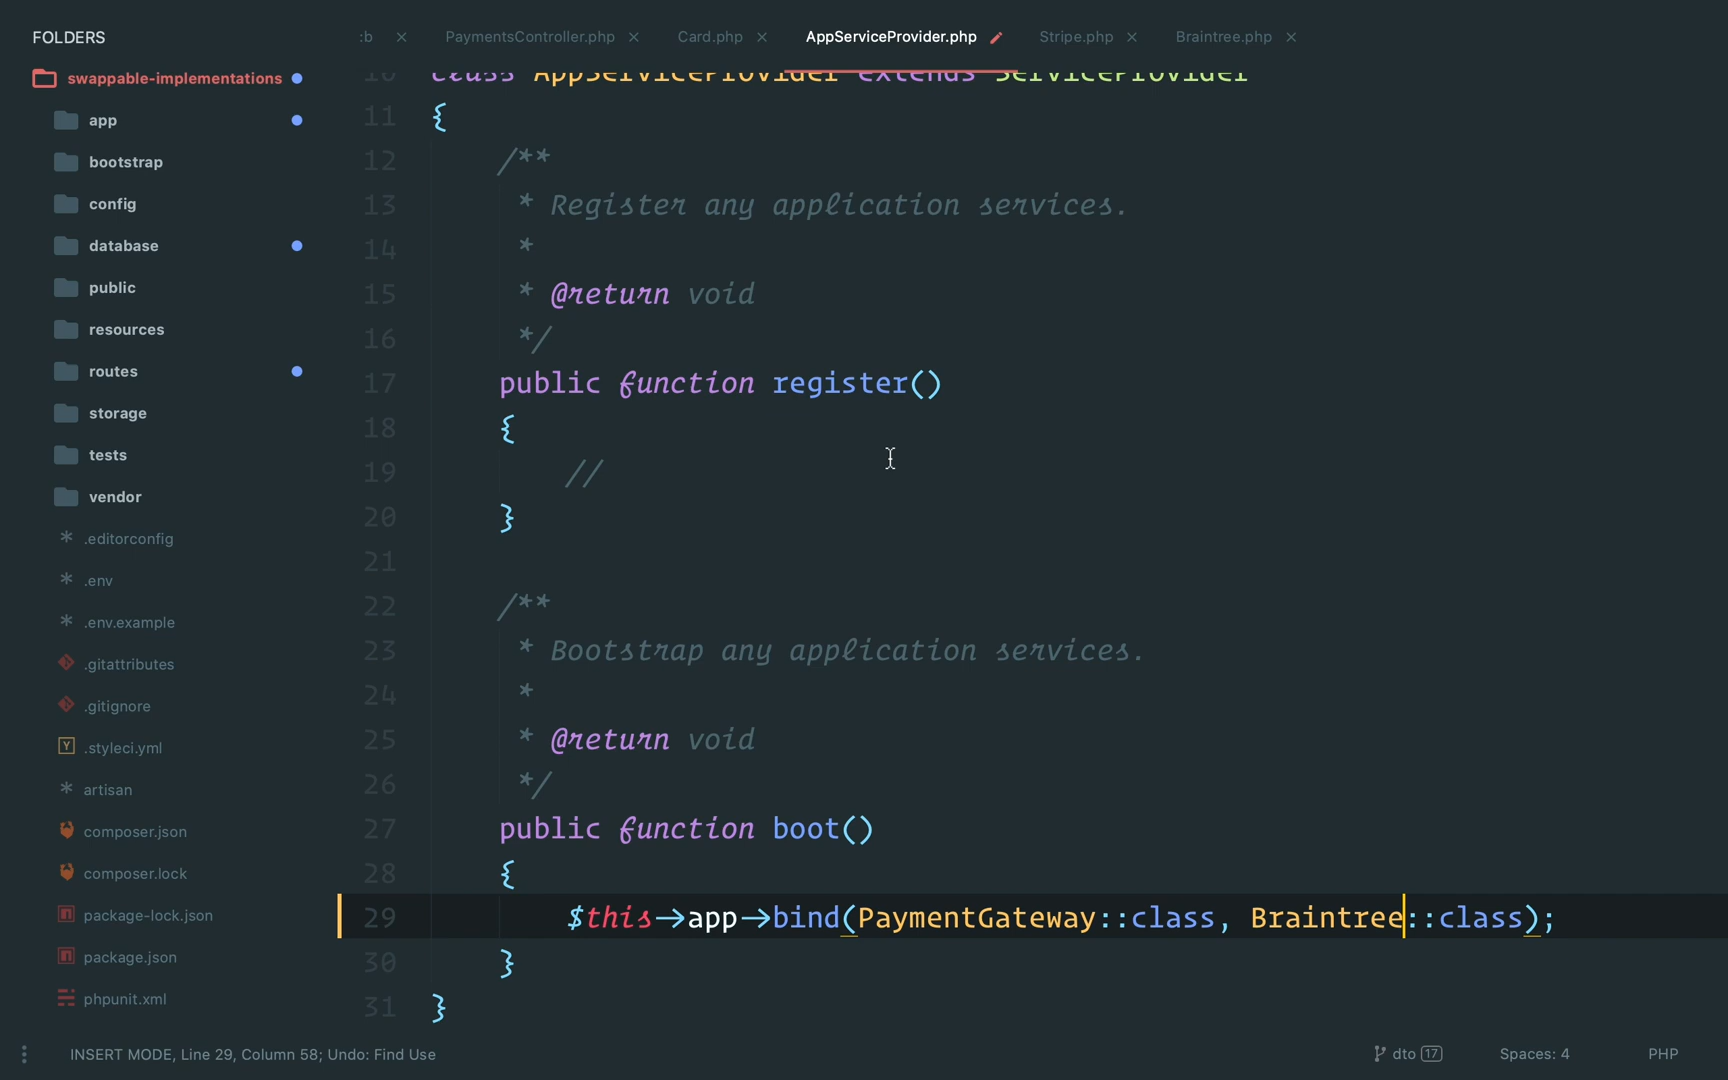 FOLDERS
:b × PaymentsController.php × Card.php × AppServiceProvider.php Stripe.php × Braintree.php ×
swappable-implementations
app
bootstrap
config
database
public
resources
routes
storage
tests
vendor
.editorconfig
.env
.env.example
.gitattributes
.gitignore
.styleci.yml
artisan
composer.json
composer.lock
package-lock.json
package.json
phpunit.xml
10 class AppServiceProvider extends ServiceProvider
11 {
12 /**
13 * Register any application services.
14 *
15 * @return void
16 */
17 public function register()
18 {
19 //
20 }
21
22 /**
23 * Bootstrap any application services.
24 *
25 * @return void
26 */
27 public function boot()
28 {
29 $this->app->bind(PaymentGateway::class, Braintree::class);
30 }
31 }
INSERT MODE, Line 29, Column 58; Undo: Find Use dto 17 Spaces: 4 PHP